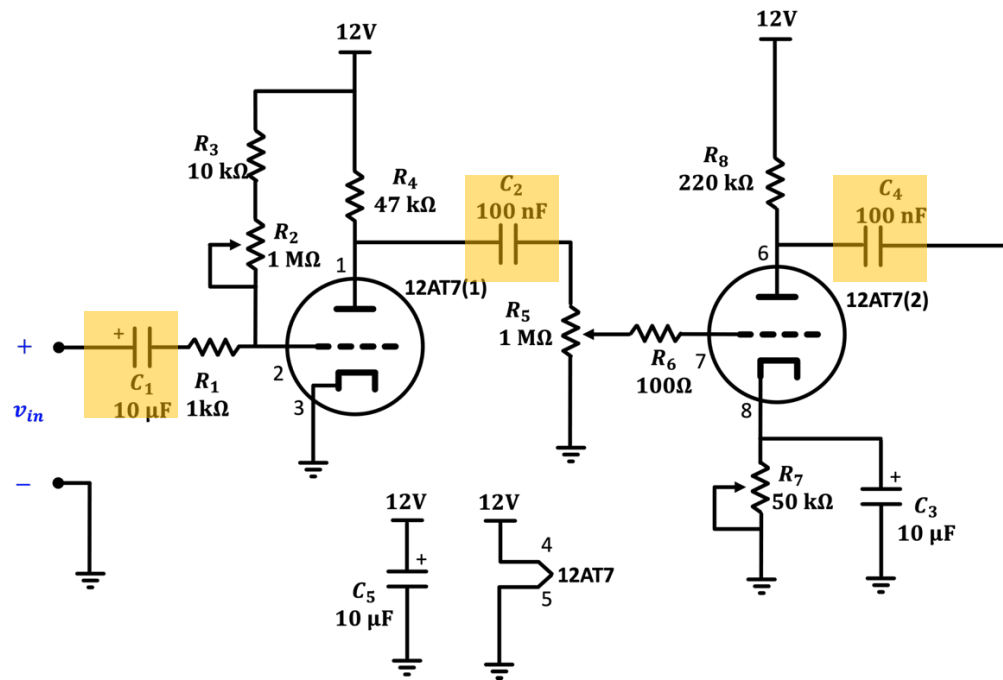 12V
12V
R₃
10 kΩ
R₄
47 kΩ
C₂
100 nF
R₈
220 kΩ
C₄
100 nF
R₂
1 MΩ
1
12AT7(1)
6
12AT7(2)
+
+
C₁
10 µF
R₁
1kΩ
2
3
R₅
1 MΩ
R₆
100Ω
7
8
v_in
−
R₇
50 kΩ
+
C₃
10 µF
12V
12V
+
C₅
10 µF
4
12AT7
5